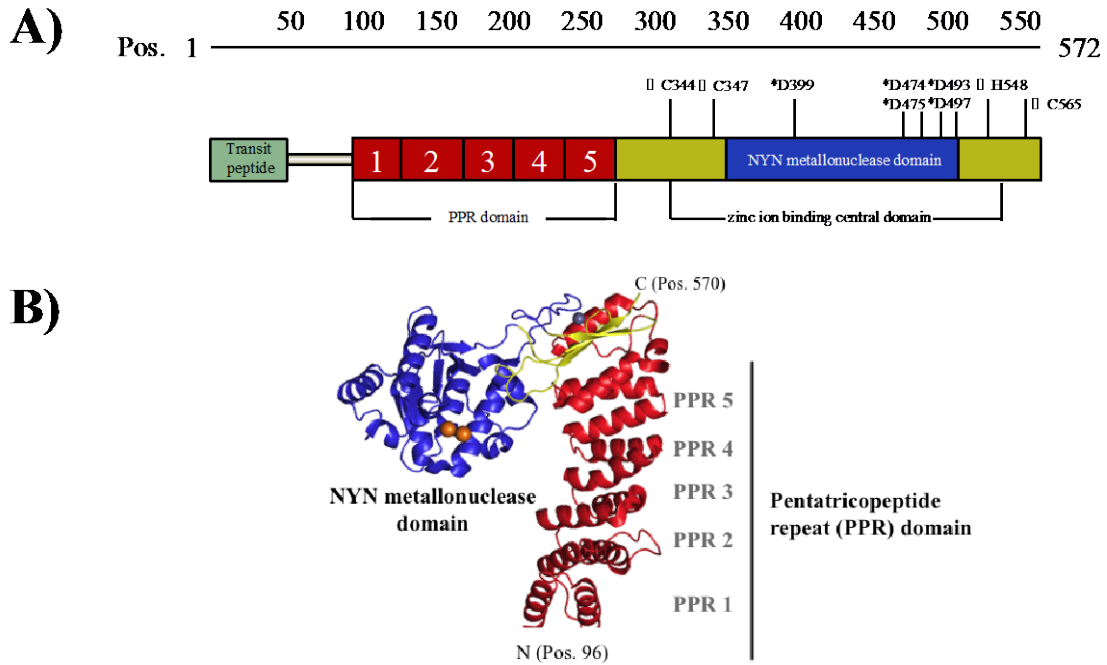 A)
50 100 150 200 250 300 350 400 450 500 550
Pos. 1 572
▯ C344 ▯ C347 *D399 *D474 *D493 ▯ H548
*D475 *D497 ▯ C565
Transit
peptide
1 2 3 4 5
NYN metallonuclease domain
PPR domain
zinc ion binding central domain
B)
C (Pos. 570)
PPR 5
PPR 4
PPR 3
PPR 2
PPR 1
NYN metallonuclease
domain
Pentatricopeptide
repeat (PPR) domain
N (Pos. 96)